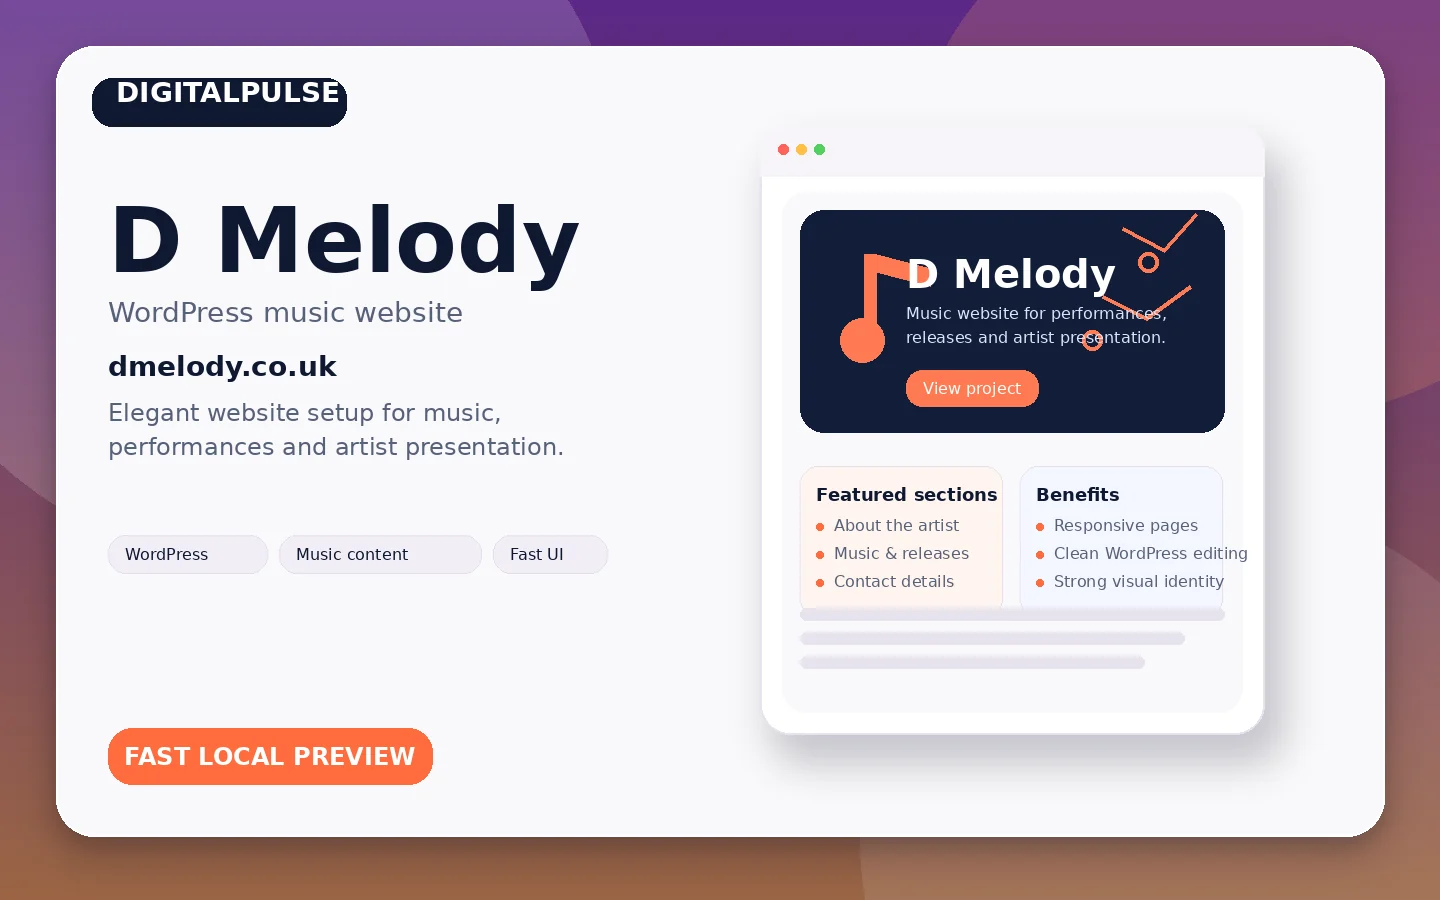 DIGITALPULSE
D Melody
WordPress music website
dmelody.co.uk
Elegant website setup for music,
performances and artist presentation.
WordPress
Music content
Fast UI
FAST LOCAL PREVIEW
D Melody
Music website for performances,
releases and artist presentation.
View project
Featured sections
About the artist
Music & releases
Contact details
Benefits
Responsive pages
Clean WordPress editing
Strong visual identity